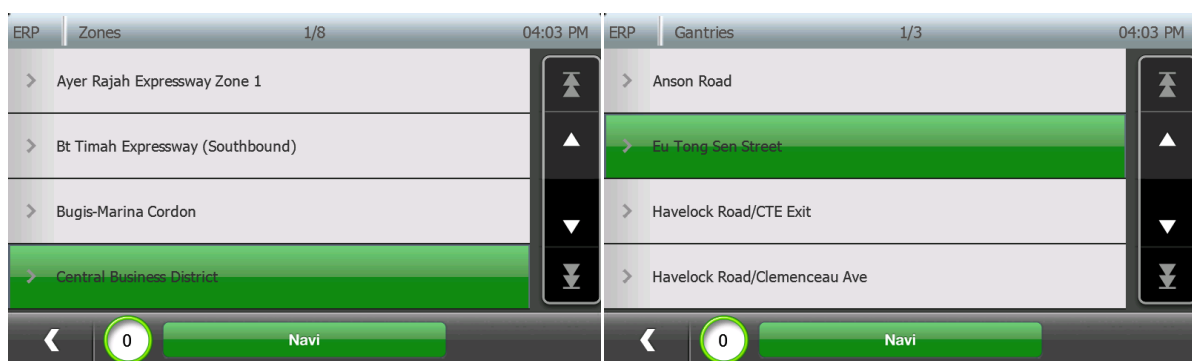 ERP Zones 1/8 04:03 PM
Ayer Rajah Expressway Zone 1
Bt Timah Expressway (Southbound)
Bugis-Marina Cordon
Central Business District
0 Navi
ERP Gantries 1/3 04:03 PM
Anson Road
Eu Tong Sen Street
Havelock Road/CTE Exit
Havelock Road/Clemenceau Ave
0 Navi